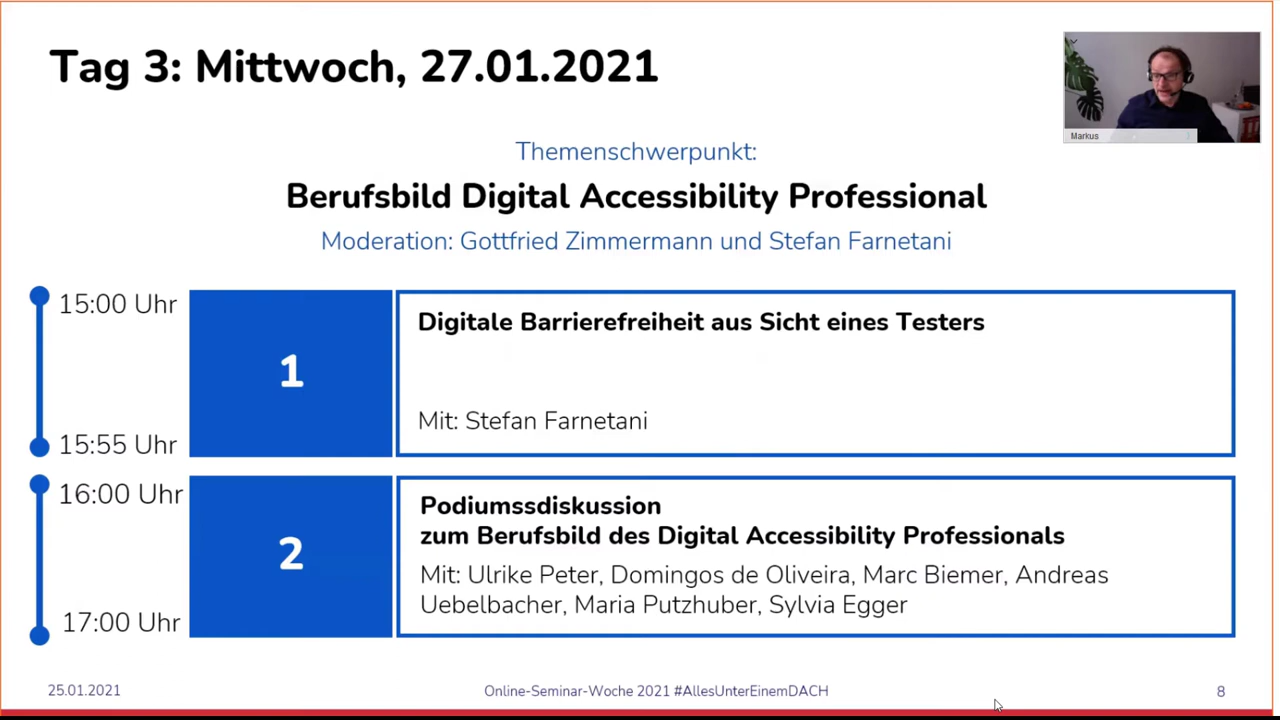 Tag 3: Mittwoch, 27.01.2021
Markus
Themenschwerpunkt:
Berufsbild Digital Accessibility Professional
Moderation: Gottfried Zimmermann und Stefan Farnetani
15:00 Uhr
1
Digitale Barrierefreiheit aus Sicht eines Testers
Mit: Stefan Farnetani
15:55 Uhr
16:00 Uhr
2
Podiumssdiskussion
zum Berufsbild des Digital Accessibility Professionals
Mit: Ulrike Peter, Domingos de Oliveira, Marc Biemer, Andreas
Uebelbacher, Maria Putzhuber, Sylvia Egger
17:00 Uhr
25.01.2021
Online-Seminar-Woche 2021 #AllesUnterEinemDACH
8